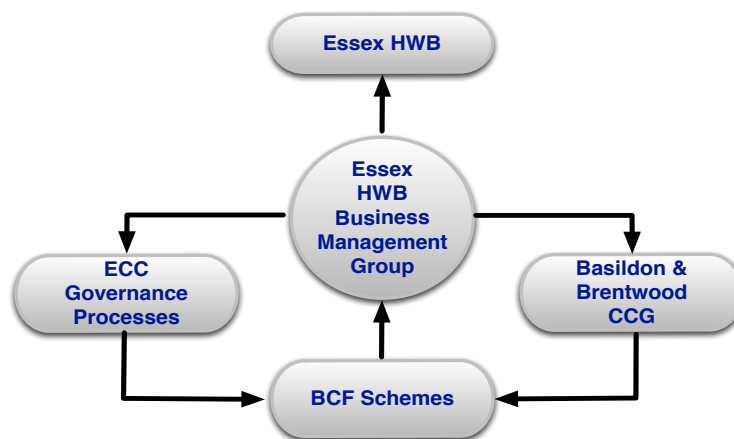 Essex HWB
Essex
HWB
Business
Management
Group
ECC
Governance
Processes
Basildon &
Brentwood
CCG
BCF Schemes